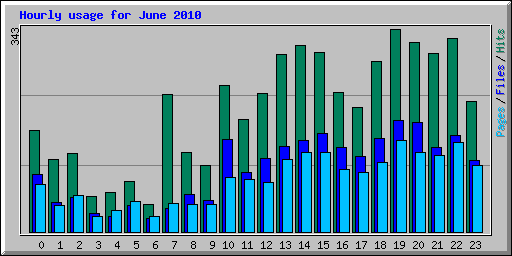 Hourly usage for June 2010
343
Pages / Files / Hits
0 1 2 3 4 5 6 7 8 9 10 11 12 13 14 15 16 17 18 19 20 21 22 23